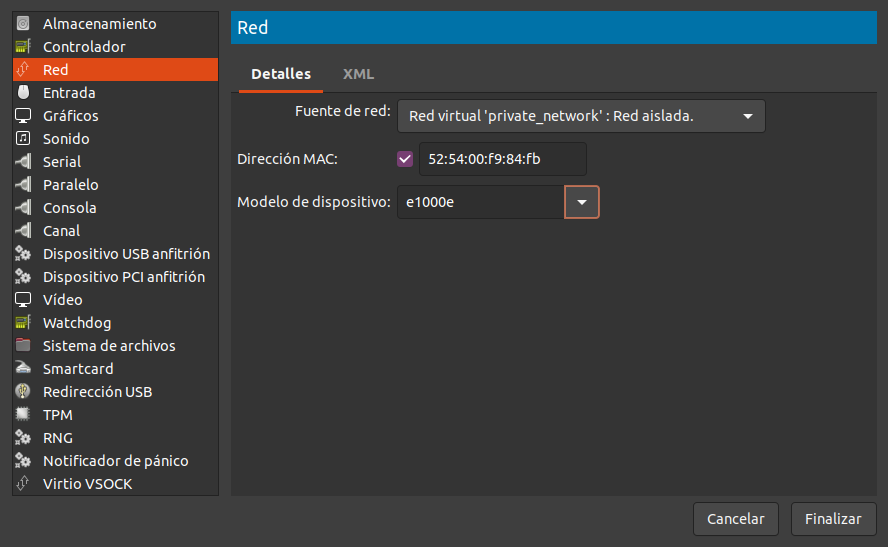 Almacenamiento
Controlador
Red
Entrada
Gráficos
Sonido
Serial
Paralelo
Consola
Canal
Dispositivo USB anfitrión
Dispositivo PCI anfitrión
Vídeo
Watchdog
Sistema de archivos
Smartcard
Redirección USB
TPM
RNG
Notificador de pánico
Virtio VSOCK
Red
Detalles XML
Fuente de red: Red virtual 'private_network' : Red aislada.
Dirección MAC: 52:54:00:f9:84:fb
Modelo de dispositivo: e1000e
Cancelar Finalizar